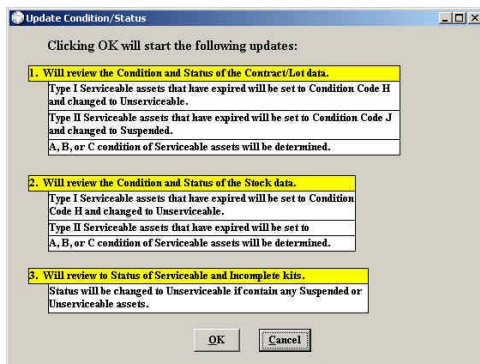 Update Condition/Status
Clicking OK will start the following updates:
1. Will review the Condition and Status of the Contract/Lot data.
Type I Serviceable assets that have expired will be set to Condition Code H
and changed to Unserviceable.
Type II Serviceable assets that have expired will be set to Condition Code J
and changed to Suspended.
A, B, or C condition of Serviceable assets will be determined.
2. Will review the Condition and Status of the Stock data.
Type I Serviceable assets that have expired will be set to Condition
Code H and changed to Unserviceable.
Type II Serviceable assets that have expired will be set to
A, B, or C condition of Serviceable assets will be determined.
3. Will review to Status of Serviceable and Incomplete kits.
Status will be changed to Unserviceable if contain any Suspended or
Unserviceable assets.
OK Cancel